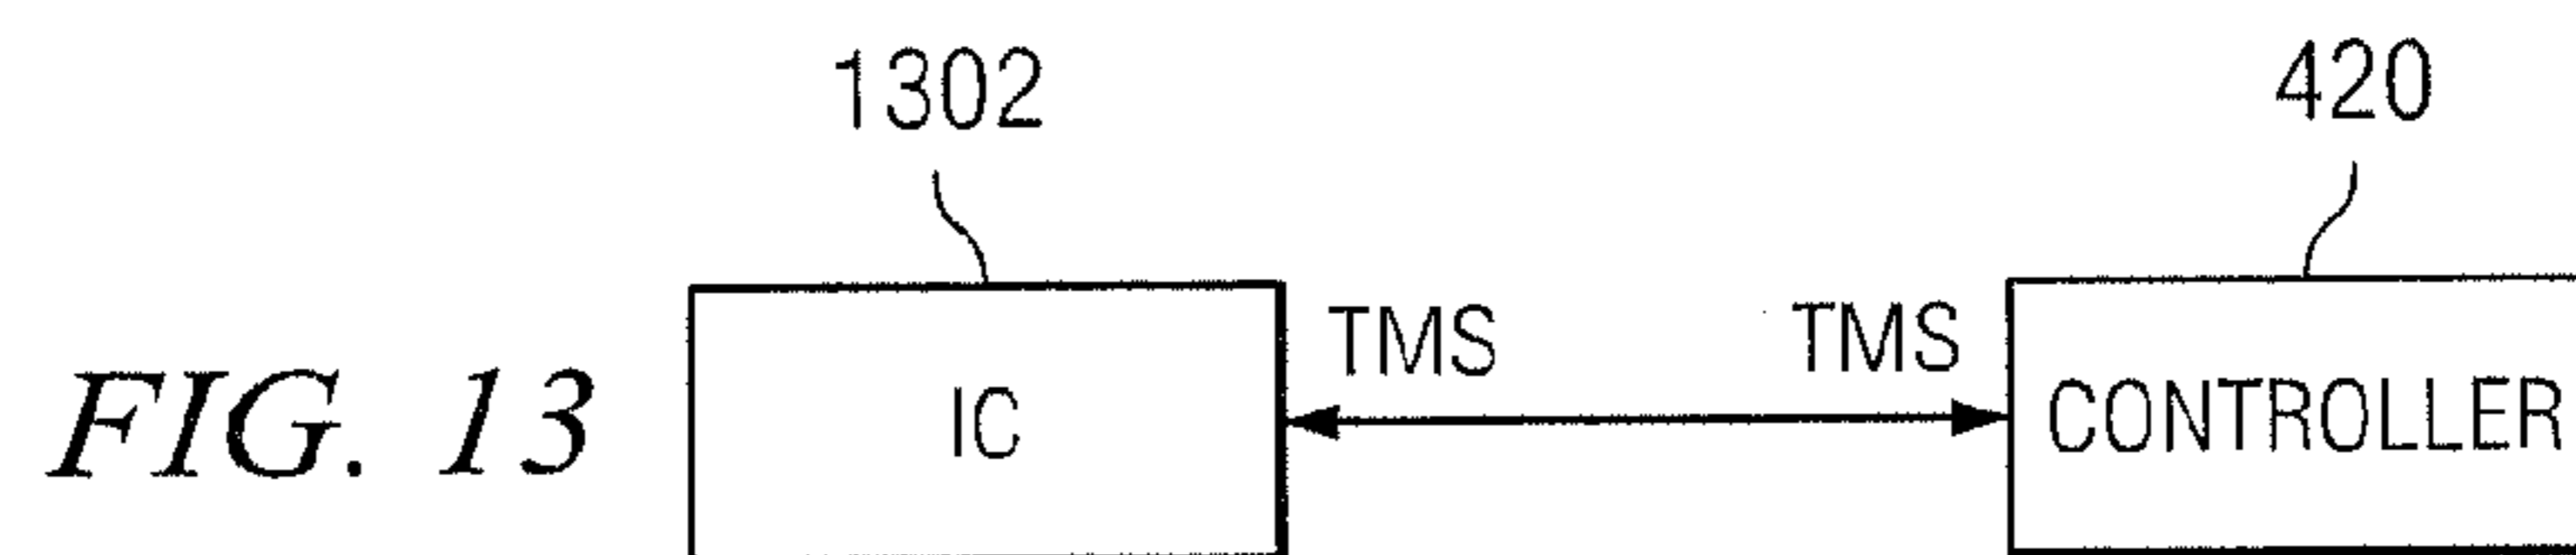 1302
420
TMS
TMS
FIG. 13
IC
CONTROLLER